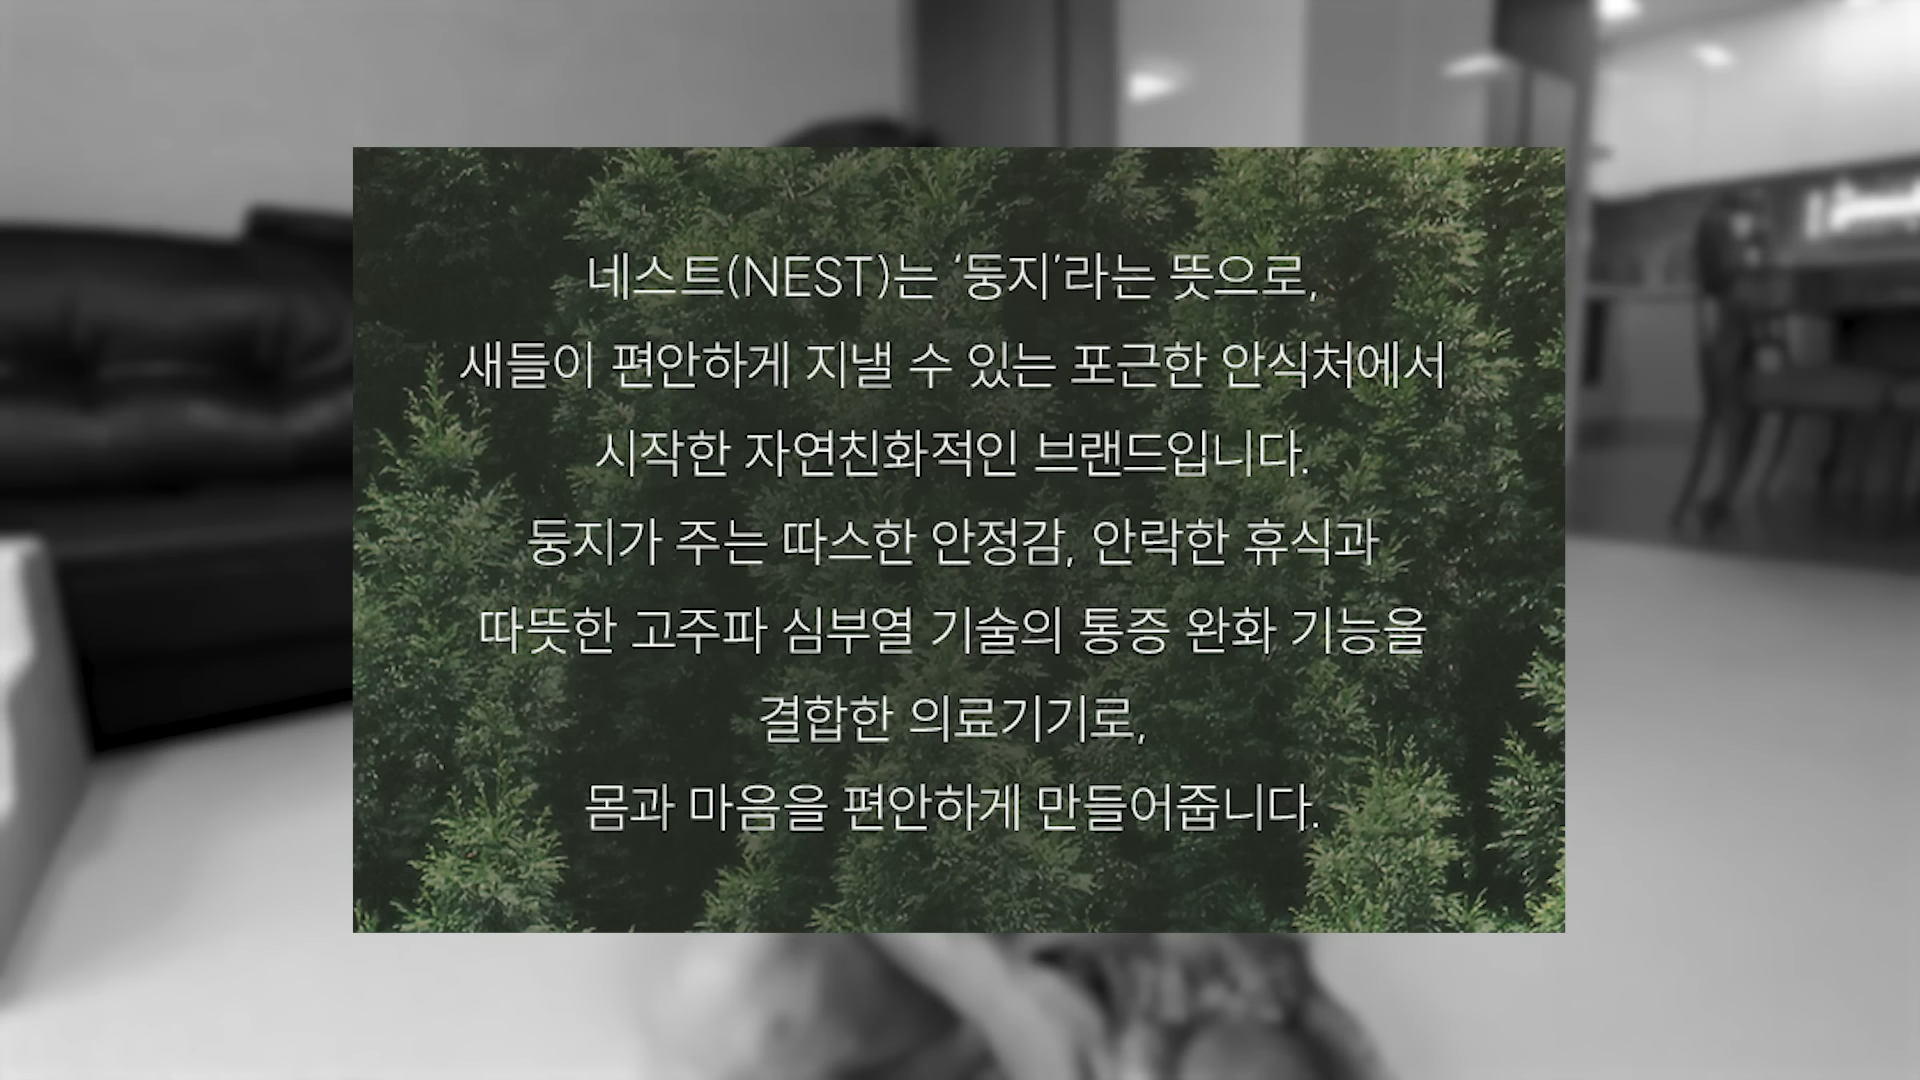 네스트(NEST)는 ‘둥지’라는 뜻으로,
새들이 편안하게 지낼 수 있는 포근한 안식처에서
시작한 자연친화적인 브랜드입니다.
둥지가 주는 따스한 안정감, 안락한 휴식과
따뜻한 고주파 심부열 기술의 통증 완화 기능을
결합한 의료기기로,
몸과 마음을 편안하게 만들어줍니다.